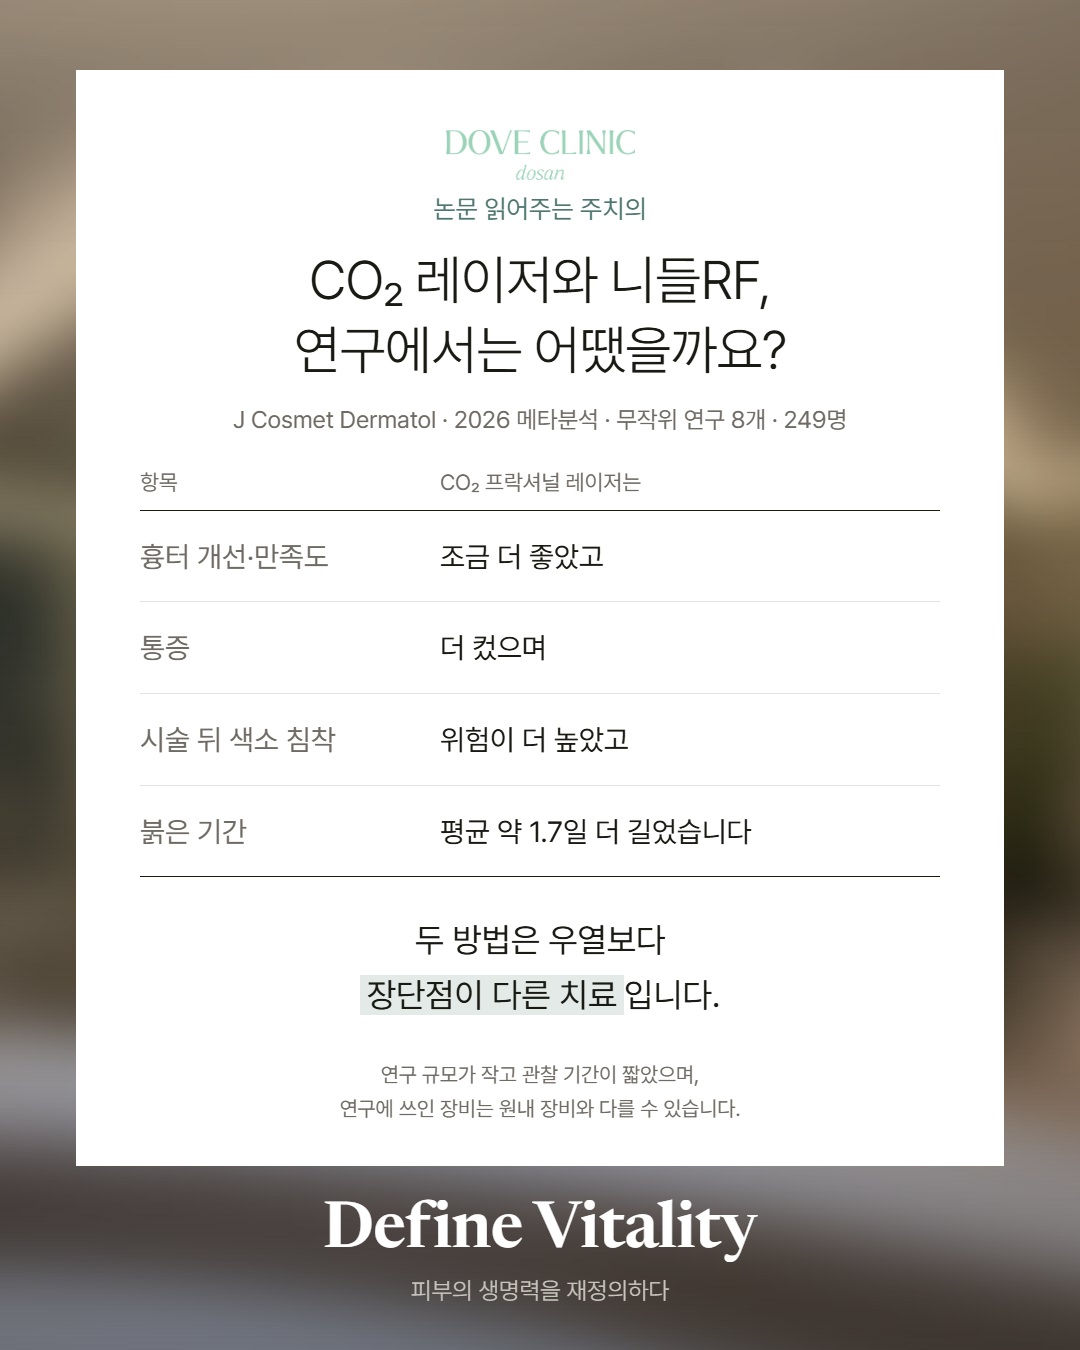 DOVE CLINIC
dosan
논문 읽어주는 주치의
CO₂ 레이저와 니들RF,
연구에서는 어땠을까요?
J Cosmet Dermatol · 2026 메타분석 · 무작위 연구 8개 · 249명
항목 CO₂ 프락셔널 레이저는
흉터 개선·만족도 조금 더 좋았고
통증 더 컸으며
시술 뒤 색소 침착 위험이 더 높았고
붉은 기간 평균 약 1.7일 더 길었습니다
두 방법은 우열보다
장단점이 다른 치료입니다.
연구 규모가 작고 관찰 기간이 짧았으며,
연구에 쓰인 장비는 원내 장비와 다를 수 있습니다.
Define Vitality
피부의 생명력을 재정의하다